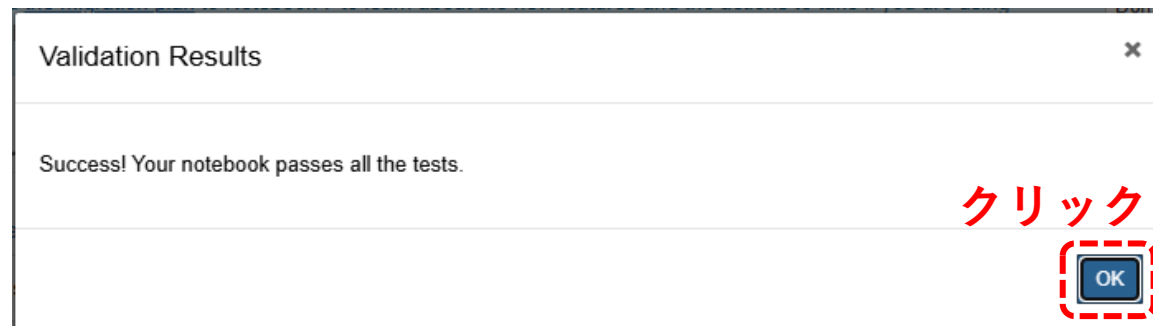 Validation Results
Success! Your notebook passes all the tests.
クリック
OK